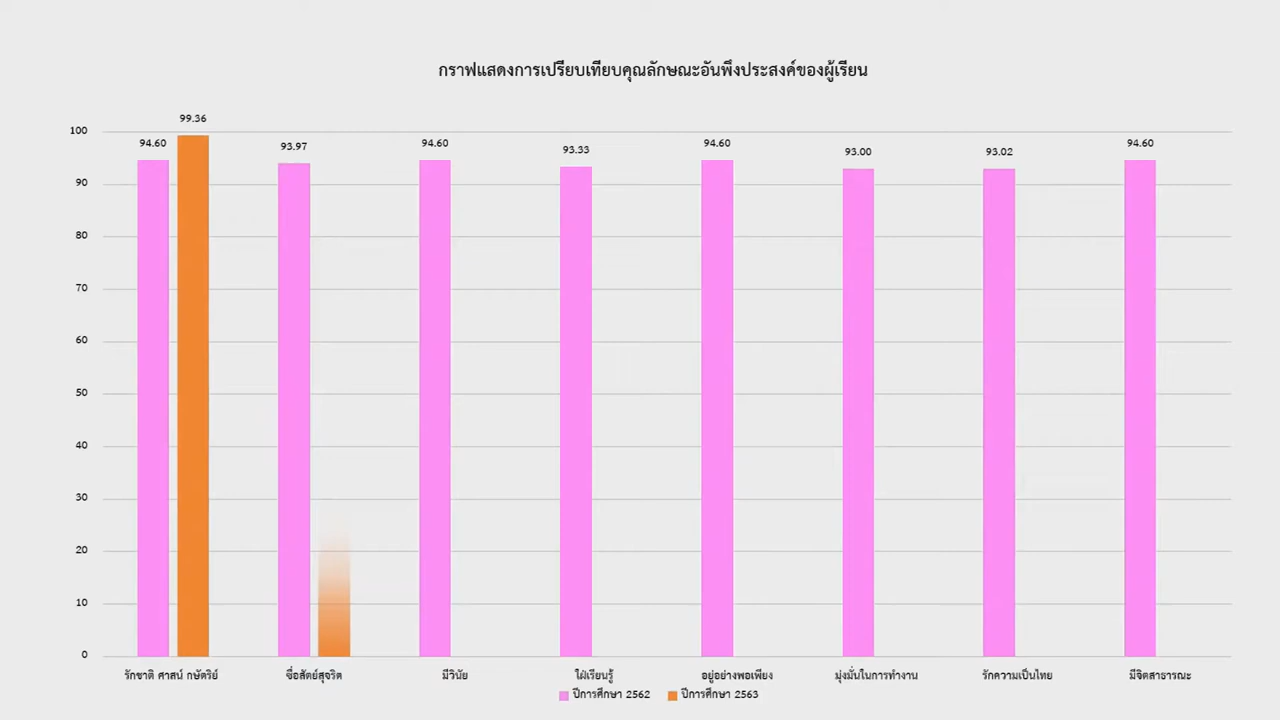 กราฟแสดงการเปรียบเทียบคุณลักษณะอันพึงประสงค์ของผู้เรียน
99.36
100
94.60
93.97
94.60
93.33
94.60
93.00
93.02
94.60
90
80
70
60
50
40
30
20
10
0
รักชาติ ศาสน์ กษัตริย์
ซื่อสัตย์สุจริต
มีวินัย
ใฝ่เรียนรู้
อยู่อย่างพอเพียง
มุ่งมั่นในการทำงาน
รักความเป็นไทย
มีจิตสาธารณะ
ปีการศึกษา 2562
ปีการศึกษา 2563